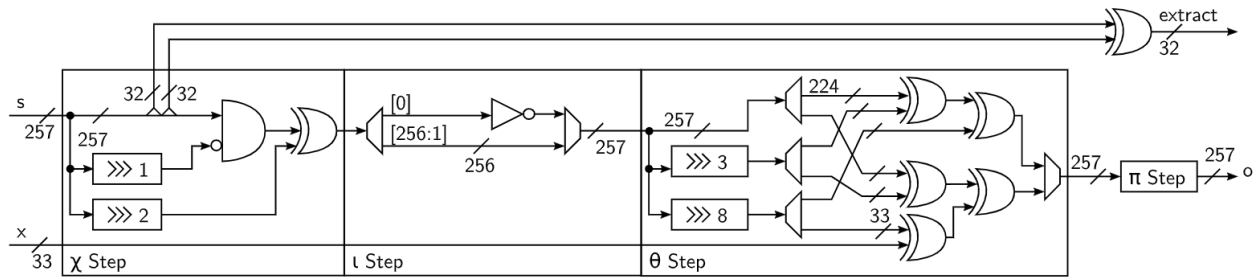 extract
32
32 32
s
257
257
>>> 1
>>> 2
[0]
[256:1]
256
257
257
>>> 3
>>> 8
224
33
257
π Step
257
o
x
33
χ Step
ι Step
θ Step